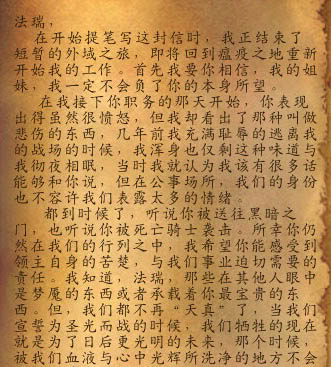 法瑞，
在开始提笔写这封信时，我正结束了
短暂的外域之旅，即将回到瘟疫之地重新
开始我的工作。首先我要你相信，我的姐
妹，我一定不会负了你的本身所望。
在我接下你职务的那天开始，你表现
出得虽然很愤怒，但我却看出了那种叫做
悲伤的东西，几年前我充满耻辱的逃离我
的战场的时候，我浑身也仅剩这种味道与
我彻夜相眠，当时我就认为我该有很多话
能够和你说，但在公事场所，我们的身份
也不容许我们表露太多的情绪。
都到时候了，听说你被送往黑暗之
门，也听说你被死亡骑士袭击。所幸你仍
然在我们的行列之中，我希望你能感受到
领主自身的苦楚，与我们事业迫切需要的
责任。我知道，法瑞，那些在其他人眼中
是梦魇的东西或者承载着你最宝贵的东
西。但，我们都不再“天真”了，当我们
宣誓为圣光而战的时候，我们牺牲的现在
就是为了日后更光明的未来，那个时候，
被我们血液与心中光辉所洗净的地方不会